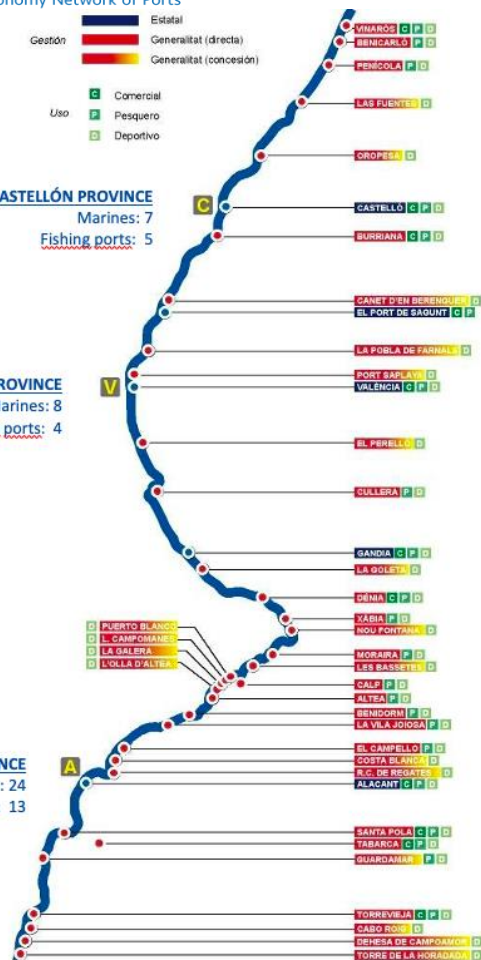 onomy Network of Ports
Gestión
Estatal
Generalitat (directa)
Generalitat (concesión)
Uso
C Comercial
P Pesquero
D Deportivo
VINARÒS C P D
BENICARLÓ P D
PEÑÍCOLA P D
LAS FUENTES D
OROPESA D
ASTELLÓN PROVINCE
Marines: 7
Fishing ports: 5
C
CASTELLÓ C P D
BURRIANA C P D
CANET D'EN BERENGUER D
EL PORT DE SAGUNT C P
LA POBLA DE FARNALS D
PORT SAPLAYA D
VALÈNCIA C P D
ROVINCE
Marines: 8
ports: 4
V
EL PERELLÓ D
CULLERA P D
GANDIA C P D
LA GOLETA D
DÉNIA C P D
XÀBIA P D
NOU FONTANA D
D PUERTO BLANCO
D L. CAMPOMANES
D LA GALERA
D L'OLLA D'ALTEA
MORAIRA P D
LES BASSETES D
CALP P D
ALTEA P D
BENIDORM P D
LA VILA JOIOSA P D
EL CAMPELLO P D
COSTA BLANCA D
R.C. DE REGATES D
ALACANT C P D
NCE
: 24
13
A
SANTA POLA C P D
TABARCA C P D
GUARDAMAR P D
TORREVIEJA C P D
CABO ROIG D
DEHESA DE CAMPOAMOR D
TORRE DE LA HORADADA D